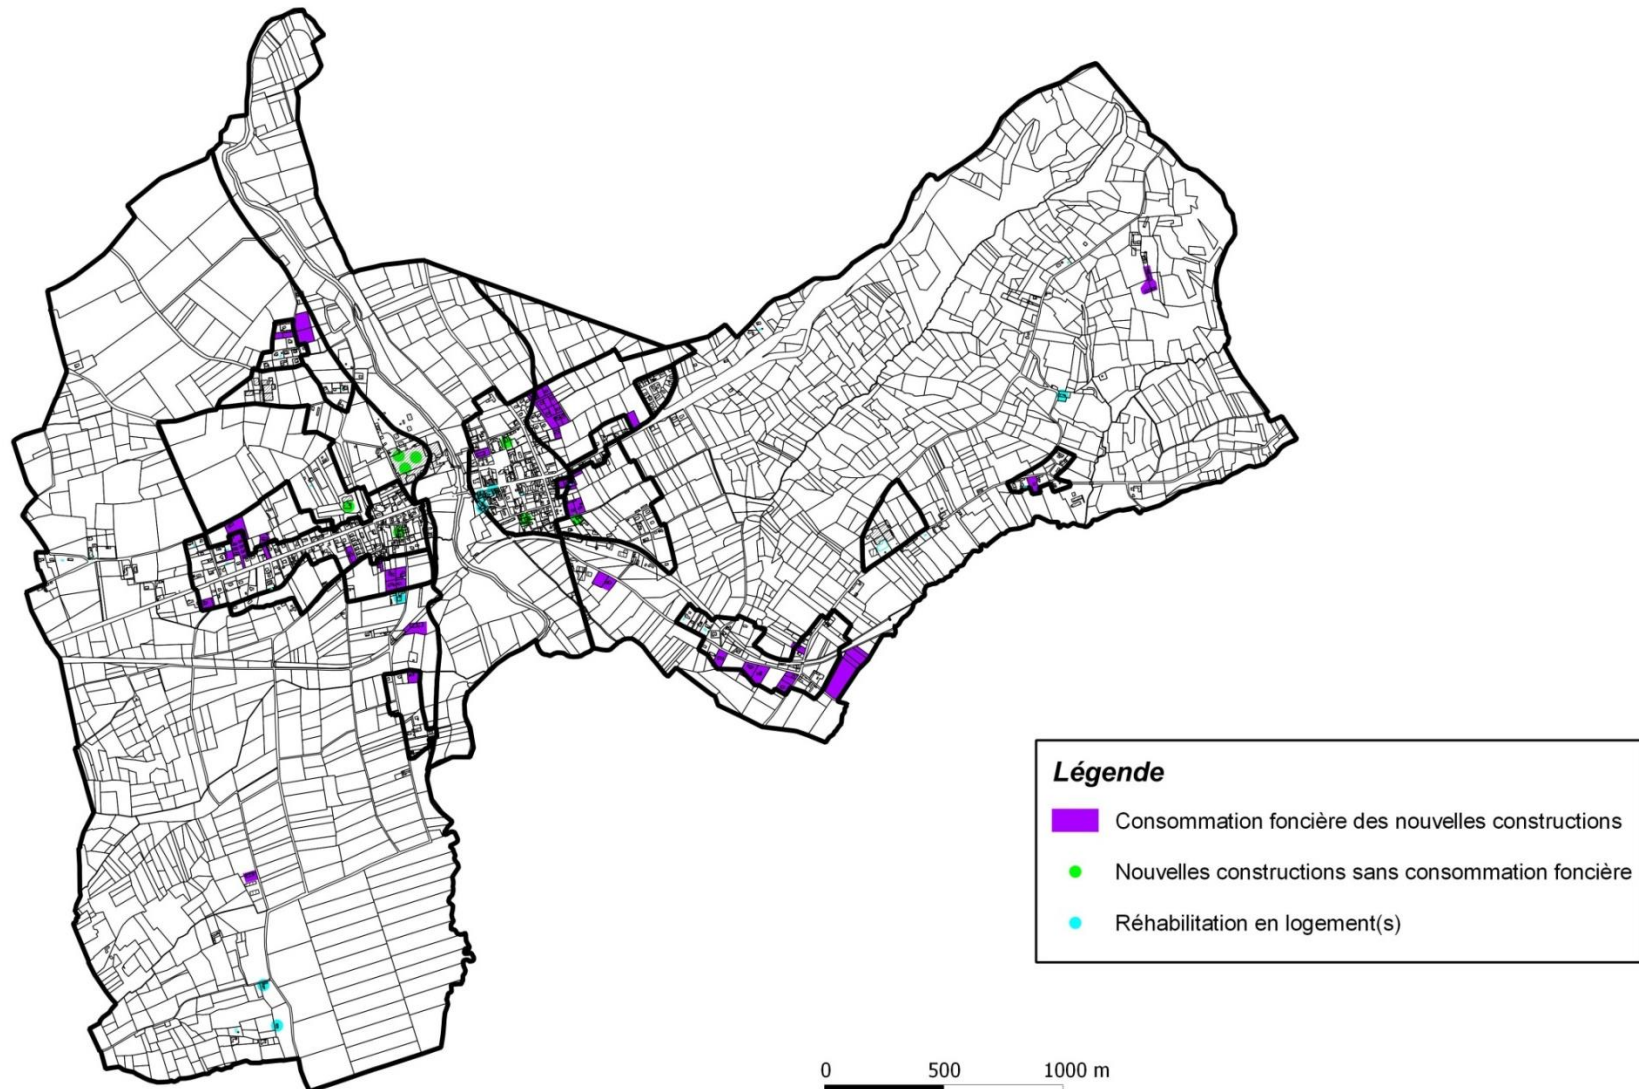 Légende
Consommation foncière des nouvelles constructions
Nouvelles constructions sans consommation foncière
Réhabilitation en logement(s)
0 500 1000 m